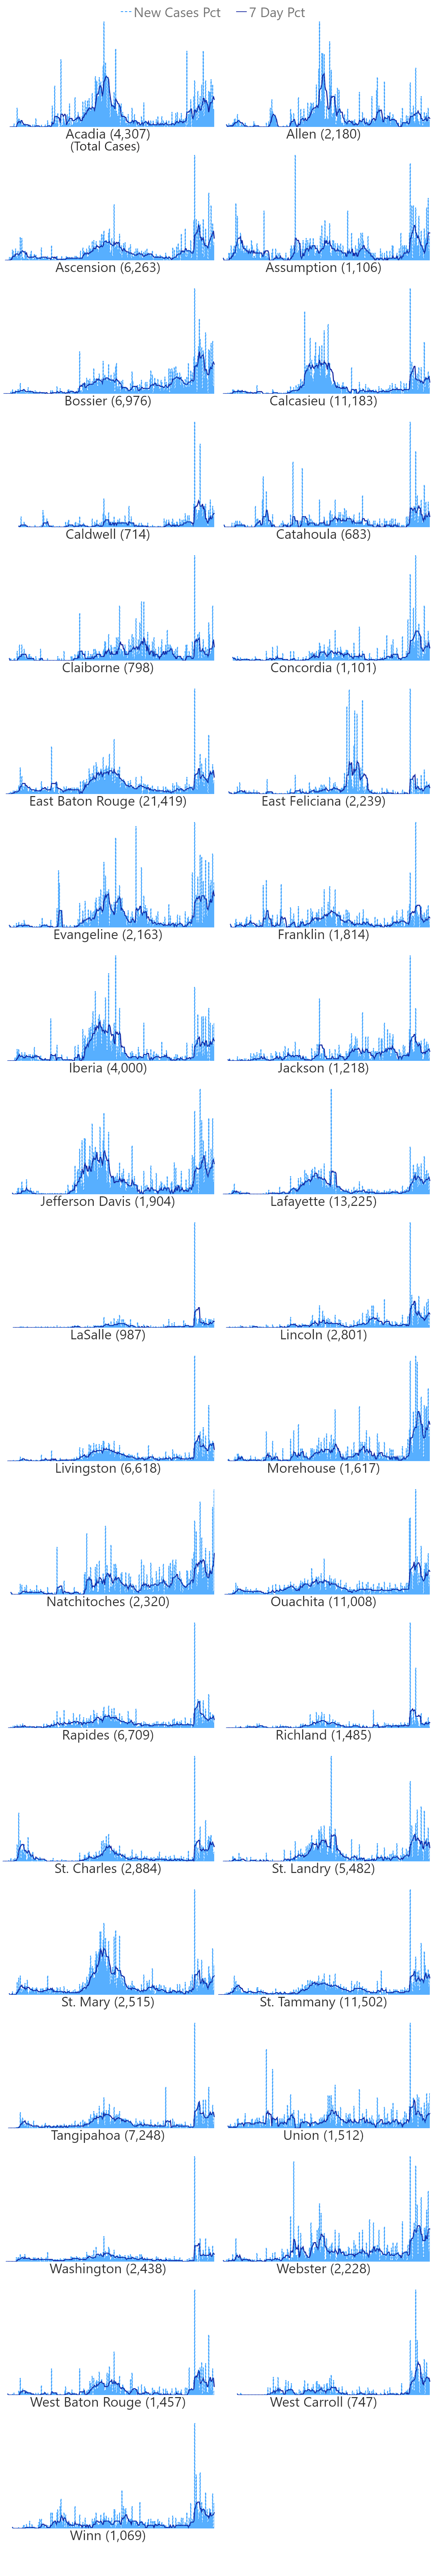 New Cases Pct 7 Day Pct
Acadia (4,307) Allen (2,180)
(Total Cases)
Ascension (6,263) Assumption (1,106)
Bossier (6,976) Calcasieu (11,183)
Caldwell (714) Catahoula (683)
Claiborne (798) Concordia (1,101)
East Baton Rouge (21,419) East Feliciana (2,239)
Evangeline (2,163) Franklin (1,814)
Iberia (4,000) Jackson (1,218)
Jefferson Davis (1,904) Lafayette (13,225)
LaSalle (987) Lincoln (2,801)
Livingston (6,618) Morehouse (1,617)
Natchitoches (2,320) Ouachita (11,008)
Rapides (6,709) Richland (1,485)
St. Charles (2,884) St. Landry (5,482)
St. Mary (2,515) St. Tammany (11,502)
Tangipahoa (7,248) Union (1,512)
Washington (2,438) Webster (2,228)
West Baton Rouge (1,457) West Carroll (747)
Winn (1,069)